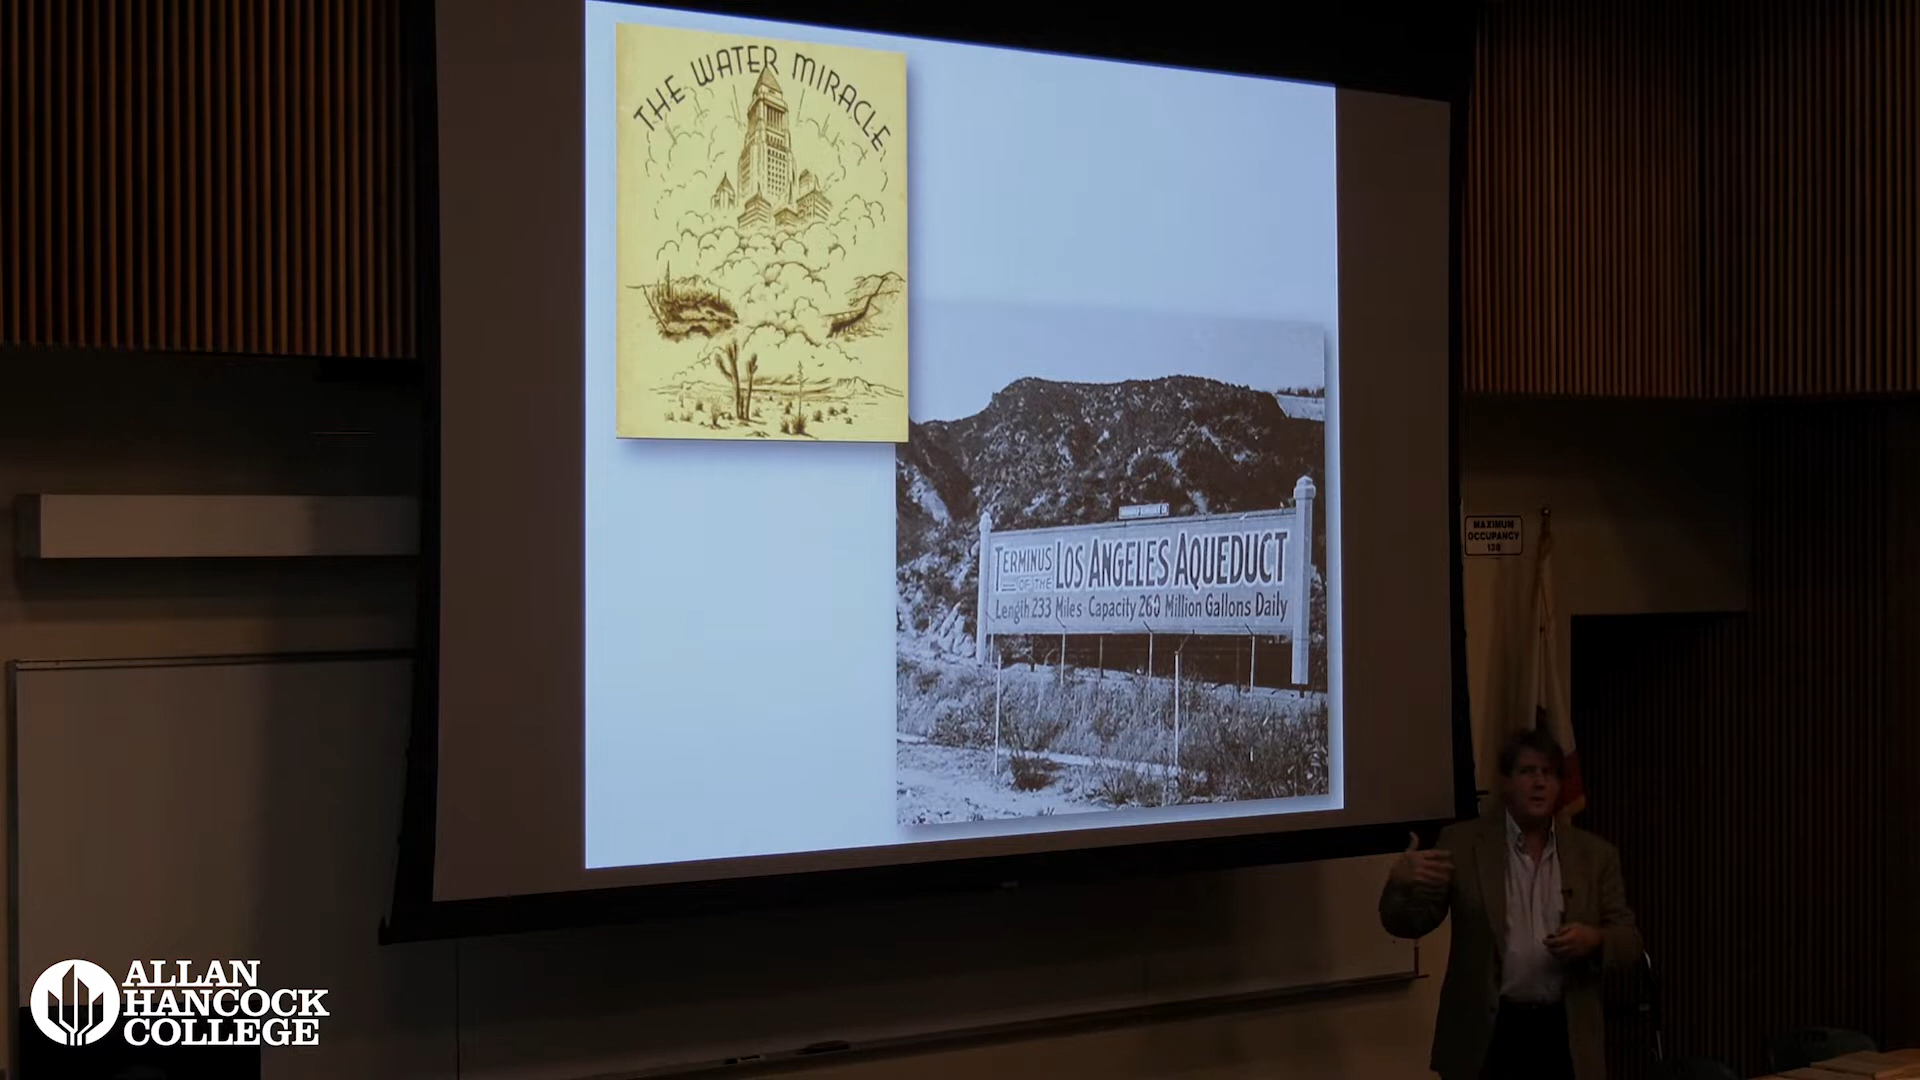 THE WATER MIRACLE
TERMINUS OF THE LOS ANGELES AQUEDUCT
Length 233 Miles Capacity 260 Million Gallons Daily
MAXIMUM
OCCUPANCY
138
ALLAN
HANCOCK
COLLEGE